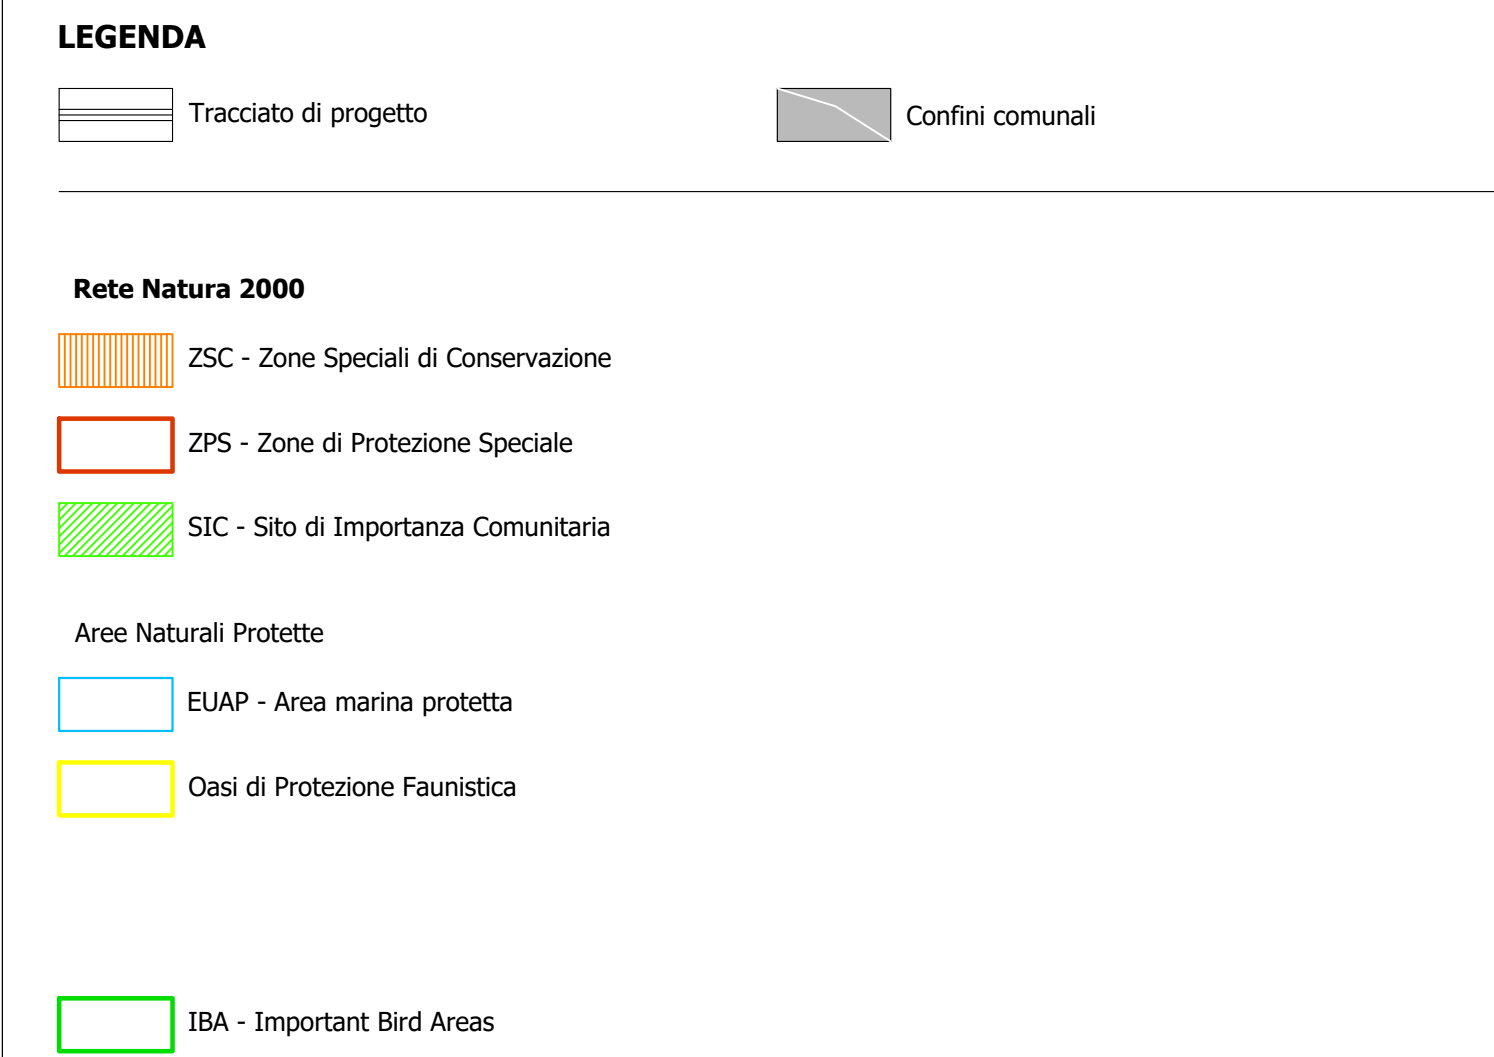 LEGENDA
Tracciato di progetto
Confini comunali
Rete Natura 2000
ZSC - Zone Speciali di Conservazione
ZPS - Zone di Protezione Speciale
SIC - Sito di Importanza Comunitaria
Aree Naturali Protette
EUAP - Area marina protetta
Oasi di Protezione Faunistica
IBA - Important Bird Areas